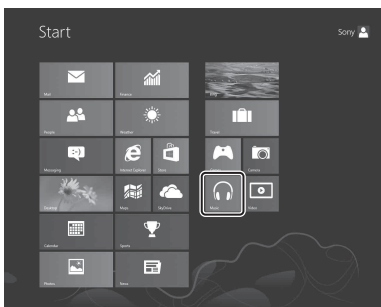 Start
Sony
Mail
Finance
Bing
People
Weather
Travel
Messaging
Internet Explorer
Store
Games
Camera
Desktop
Maps
SkyDrive
Music
Video
Calendar
Sports
Photos
News